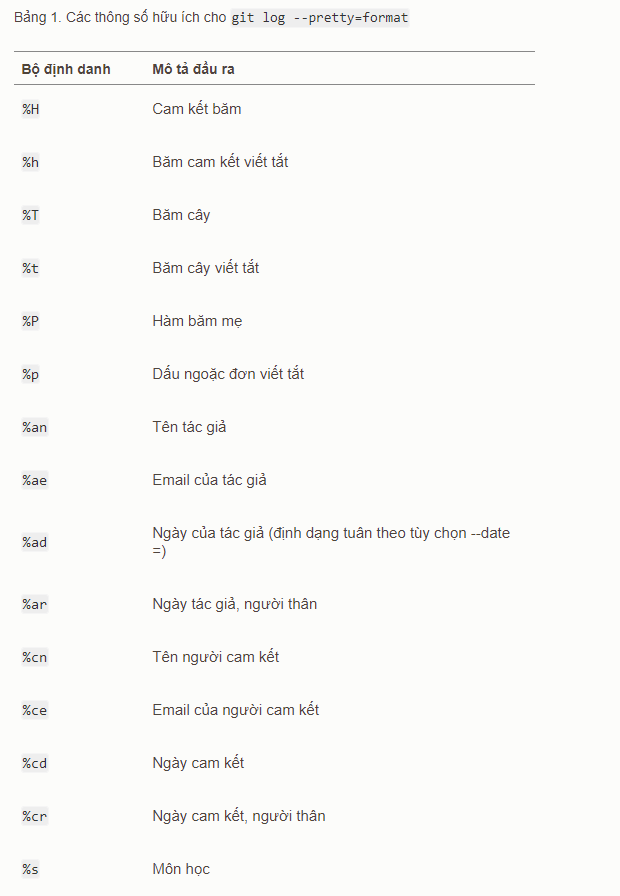 Bảng 1. Các thông số hữu ích cho git log --pretty=format
Bộ định danh Mô tả đầu ra
%H Cam kết băm
%h Băm cam kết viết tắt
%T Băm cây
%t Băm cây viết tắt
%P Hàm băm mẹ
%p Dấu ngoặc đơn viết tắt
%an Tên tác giả
%ae Email của tác giả
%ad Ngày của tác giả (định dạng tuân theo tùy chọn --date
=)
%ar Ngày tác giả, người thân
%cn Tên người cam kết
%ce Email của người cam kết
%cd Ngày cam kết
%cr Ngày cam kết, người thân
%s Môn học